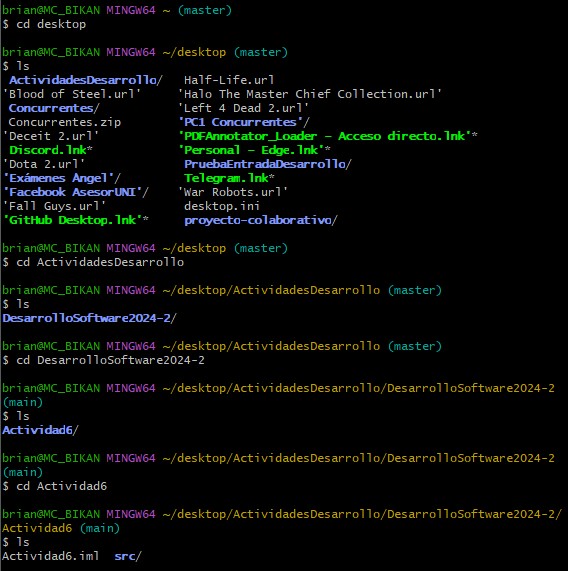 brian@MC_BIKAN MINGW64 ~ (master)
$ cd desktop
brian@MC_BIKAN MINGW64 ~/desktop (master)
$ ls
ActividadesDesarrollo/ Half-Life.url
'Blood of Steel.url' 'Halo The Master Chief Collection.url'
Concurrentes/ 'Left 4 Dead 2.url'
Concurrentes.zip 'PC1 Concurrentes'/
'Deceit 2.url' 'PDFAnnotator_Loader - Acceso directo.lnk'*
Discord.lnk* 'Personal - Edge.lnk'*
'Dota 2.url' PruebaEntradaDesarrollo/
'Exámenes Angel'/ Telegram.lnk*
'Facebook AsesorUNI'/ 'War Robots.url'
'Fall Guys.url' desktop.ini
'GitHub Desktop.lnk'* proyecto-colaborativo/
brian@MC_BIKAN MINGW64 ~/desktop (master)
$ cd ActividadesDesarrollo
brian@MC_BIKAN MINGW64 ~/desktop/ActividadesDesarrollo (master)
$ ls
DesarrolloSoftware2024-2/
brian@MC_BIKAN MINGW64 ~/desktop/ActividadesDesarrollo (master)
$ cd DesarrolloSoftware2024-2
brian@MC_BIKAN MINGW64 ~/desktop/ActividadesDesarrollo/DesarrolloSoftware2024-2
(main)
$ ls
Actividad6/
brian@MC_BIKAN MINGW64 ~/desktop/ActividadesDesarrollo/DesarrolloSoftware2024-2
(main)
$ cd Actividad6
brian@MC_BIKAN MINGW64 ~/desktop/ActividadesDesarrollo/DesarrolloSoftware2024-2/
Actividad6 (main)
$ ls
Actividad6.iml src/